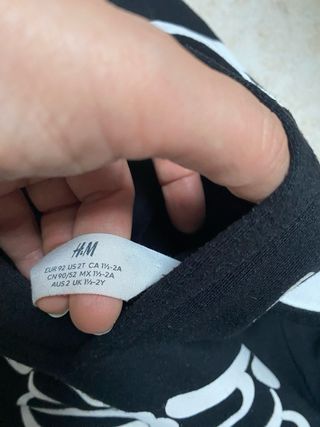 H&M
EUR 92 US 2T CA 1½-2A
CN 90/52 MX 1½-2A
AUS 2 UK 1½-2Y